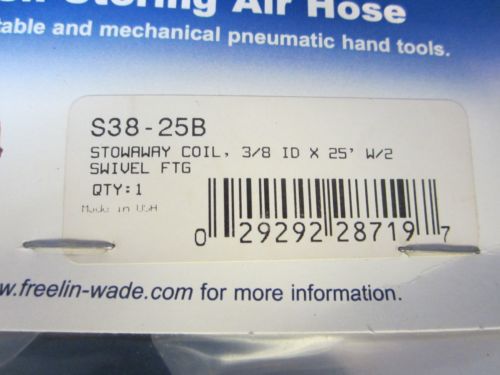 Storing Air Hose
table and mechanical pneumatic hand tools.
S38-25B
STOWAWAY COIL, 3/8 ID X 25' W/2
SWIVEL FTG
QTY:1
Made in USA
0 29292 28719 7
w.freelin-wade.com for more information.